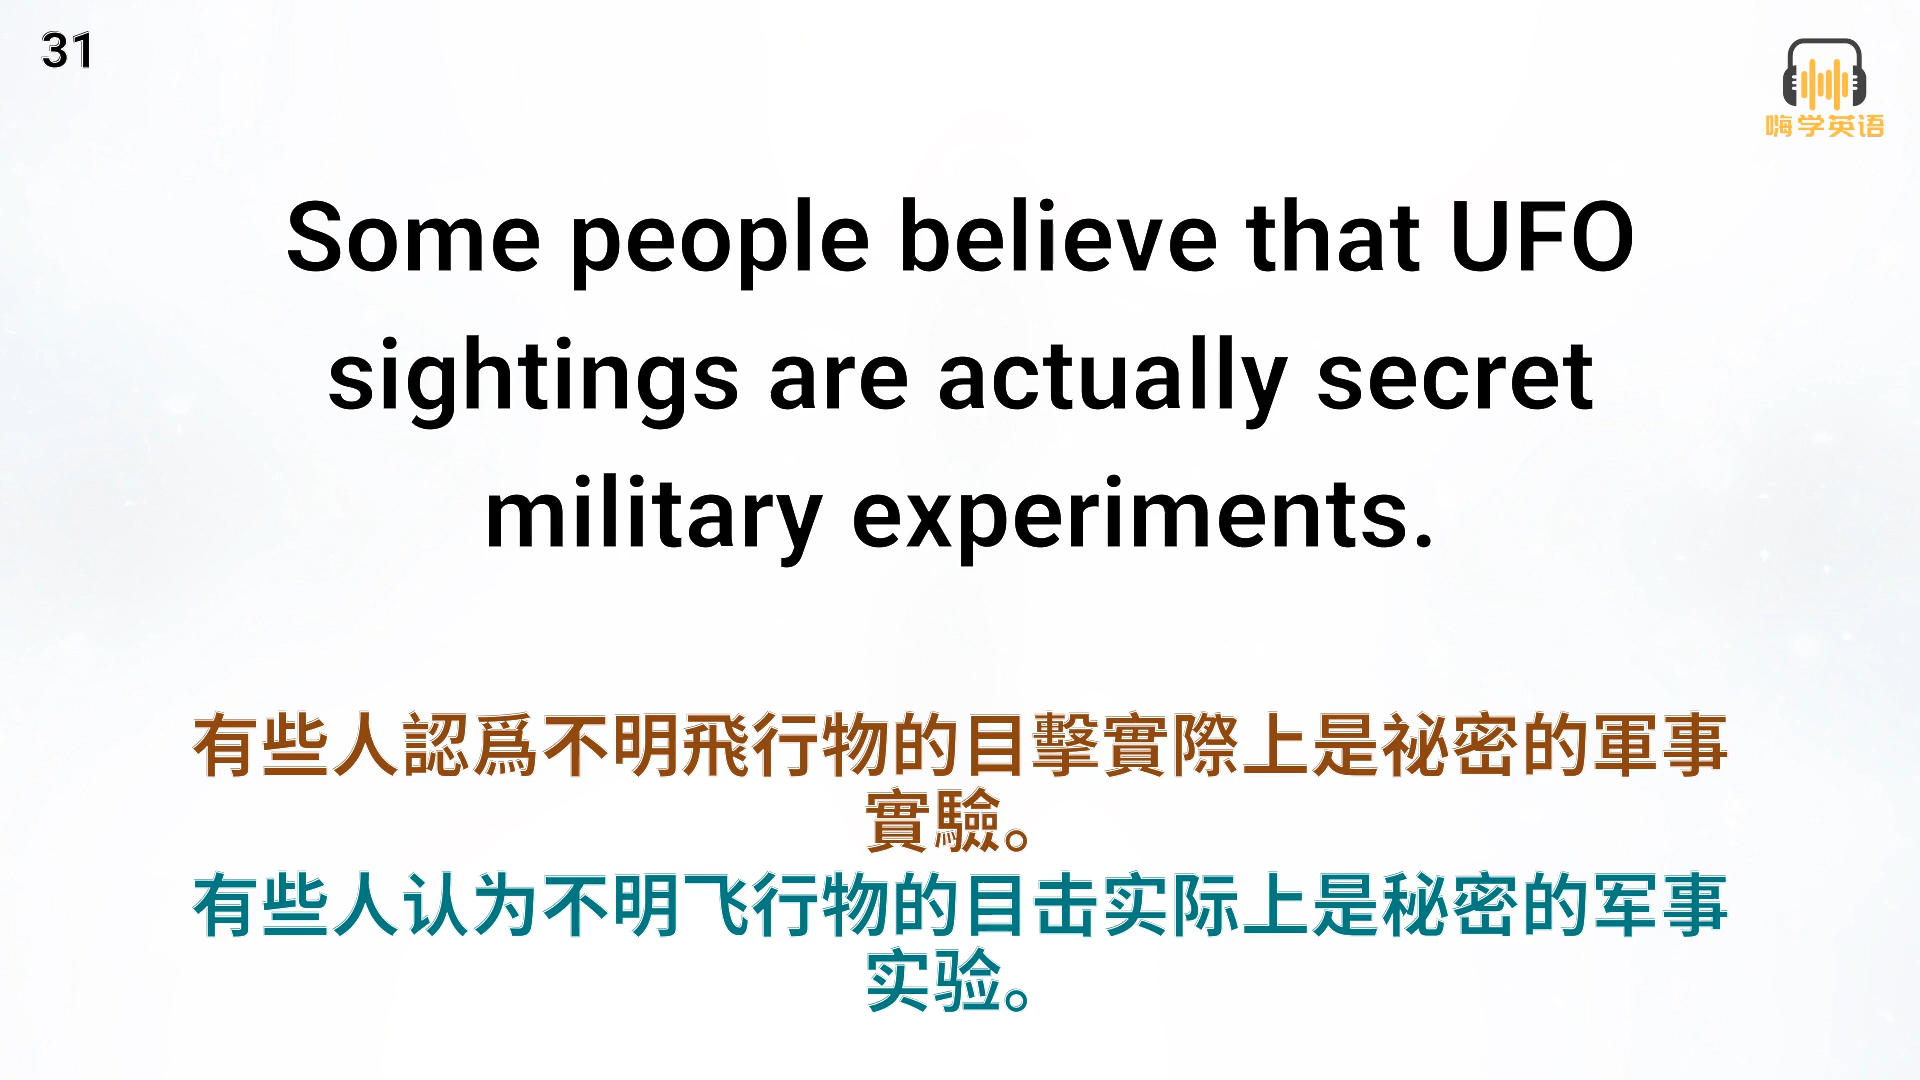 31
嗨学英语
Some people believe that UFO
sightings are actually secret
military experiments.
有些人認爲不明飛行物的目擊實際上是祕密的軍事
實驗。
有些人认为不明飞行物的目击实际上是秘密的军事
实验。